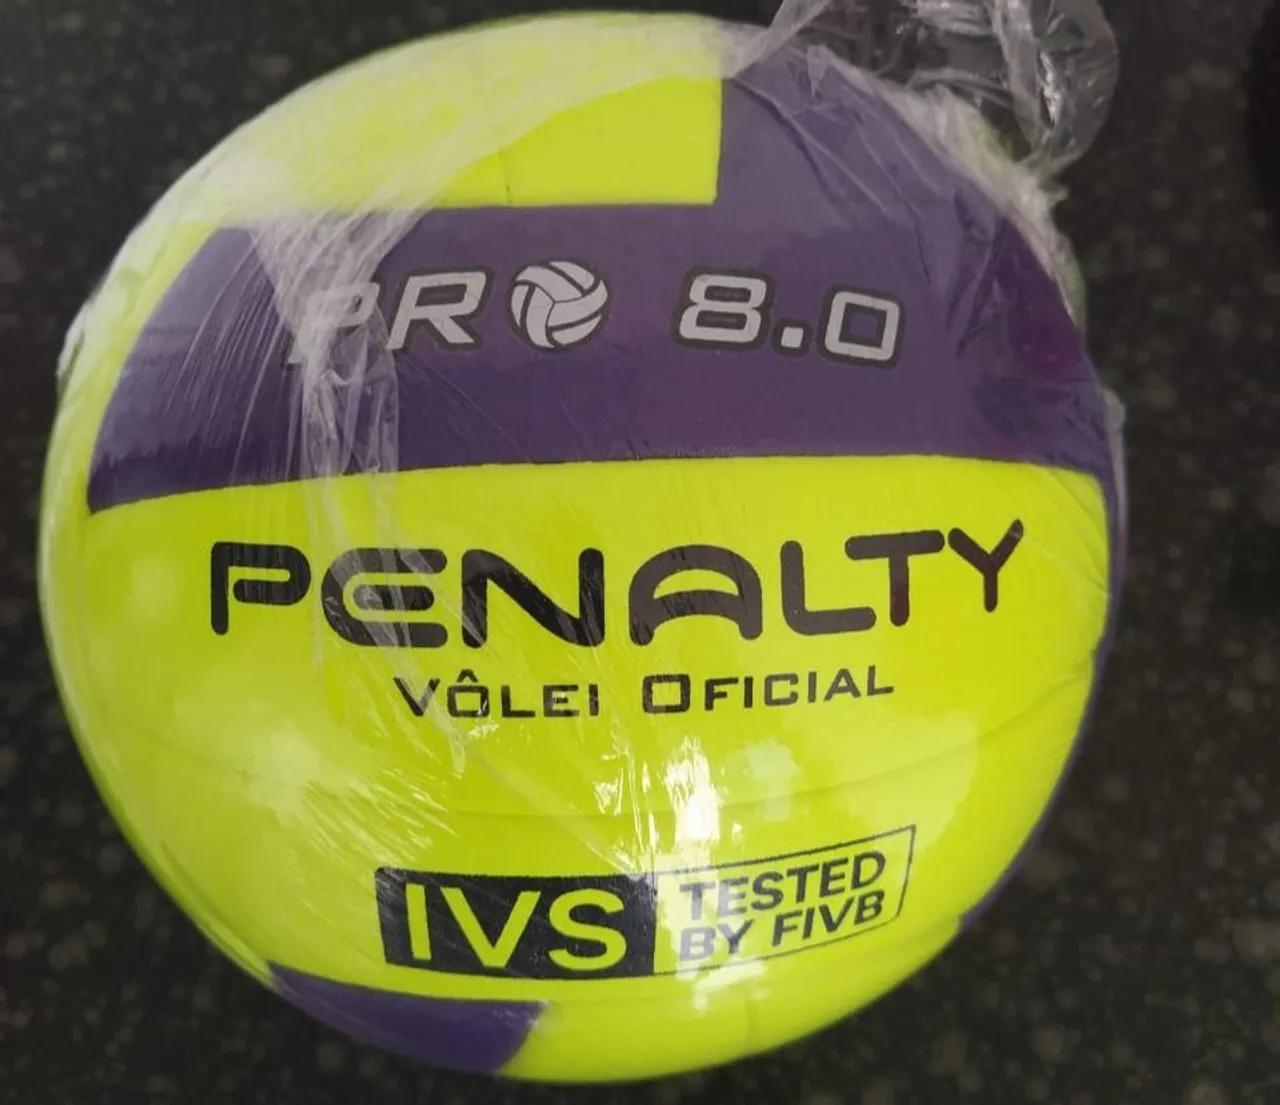 PRO 8.0
PENALTY
VÔLEI OFICIAL
IVS TESTED
BY FIVB